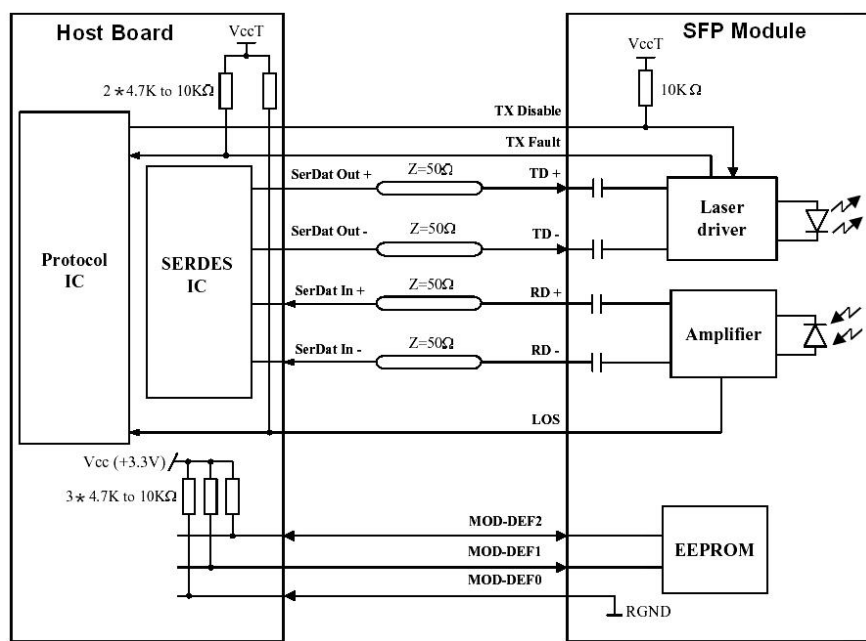 Host Board
SFP Module
VccT
VccT
2*4.7K to 10KΩ
10KΩ
TX Disable
TX Fault
SerDat Out +
Z=50Ω
TD +
Laser
driver
SerDat Out -
Z=50Ω
TD -
Protocol
IC
SERDES
IC
SerDat In +
Z=50Ω
RD +
Amplifier
SerDat In -
Z=50Ω
RD -
LOS
Vcc (+3.3V)
3*4.7K to 10KΩ
MOD-DEF2
MOD-DEF1
EEPROM
MOD-DEF0
RGND